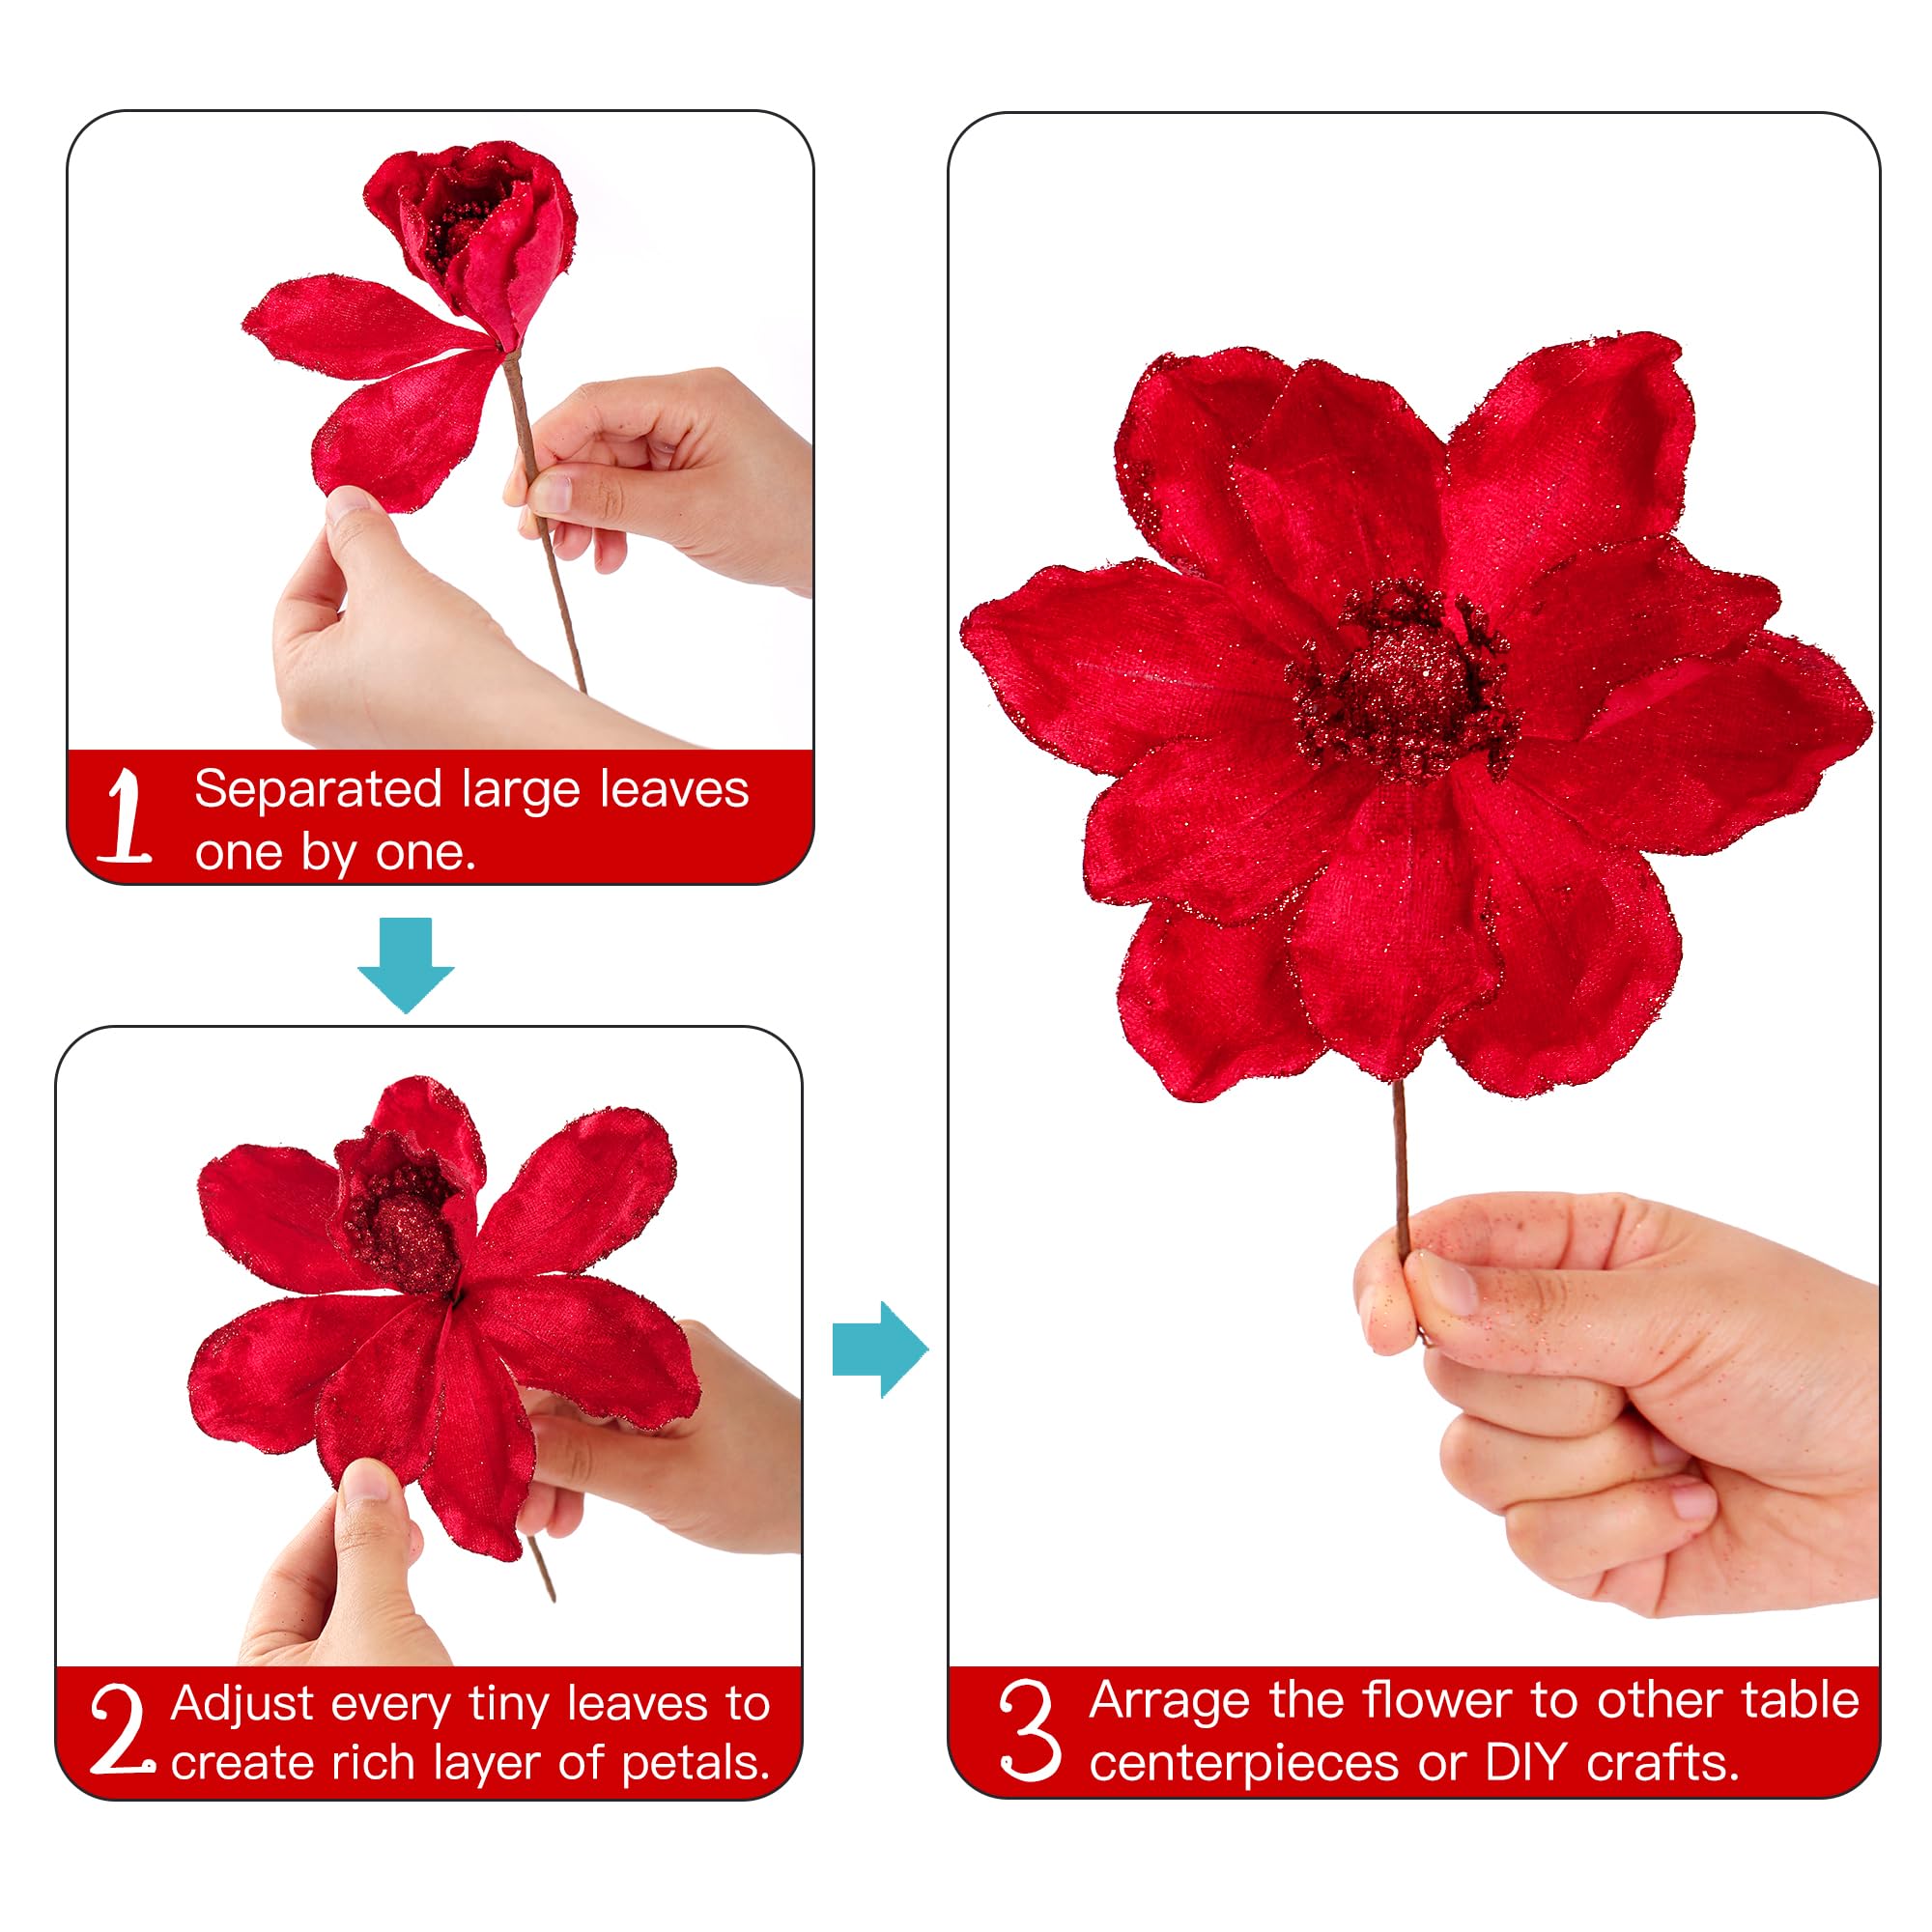 1
Separated large leaves
one by one.
2
Adjust every tiny leaves to
create rich layer of petals.
3
Arrage the flower to other table
centerpieces or DIY crafts.